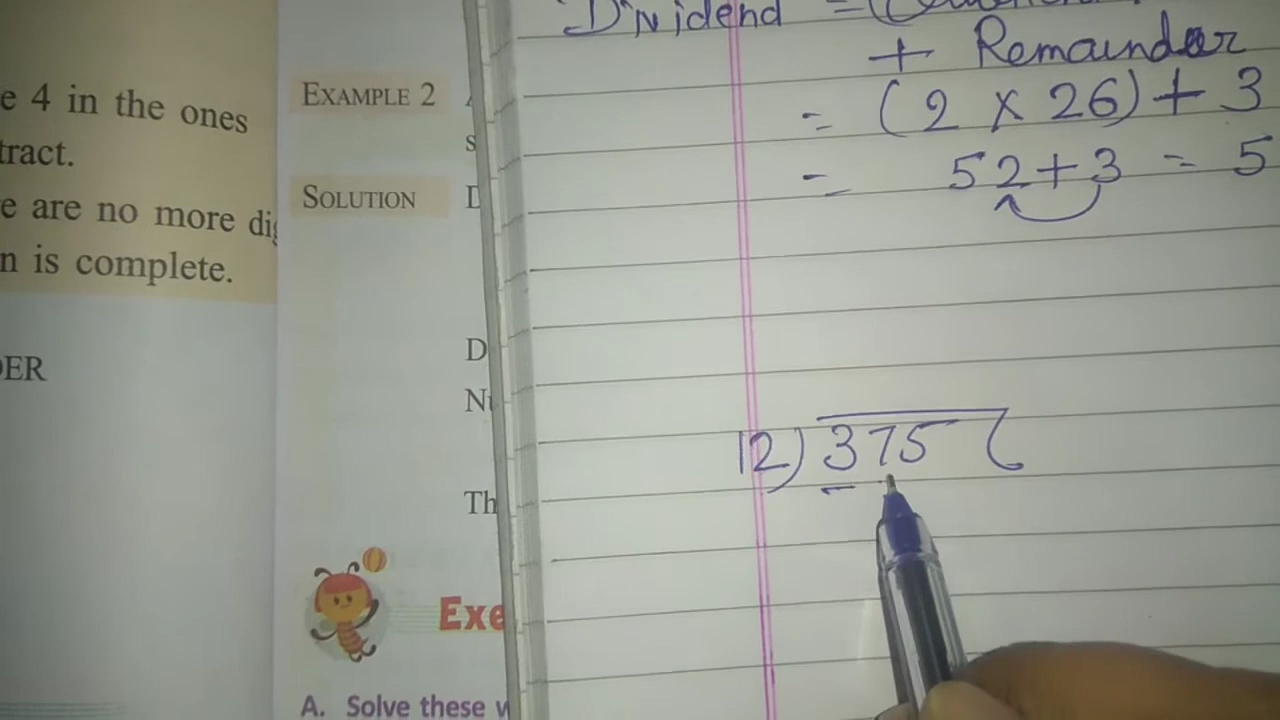 e 4 in the ones
tract.
e are no more
n is complete.
ER
EXAMPLE 2
SOLUTION
D
Th
Exe
A. Solve these
Dividend =
+ Remainder
= (2 × 26) + 3
= 52 + 3 = 5
12) 375 (